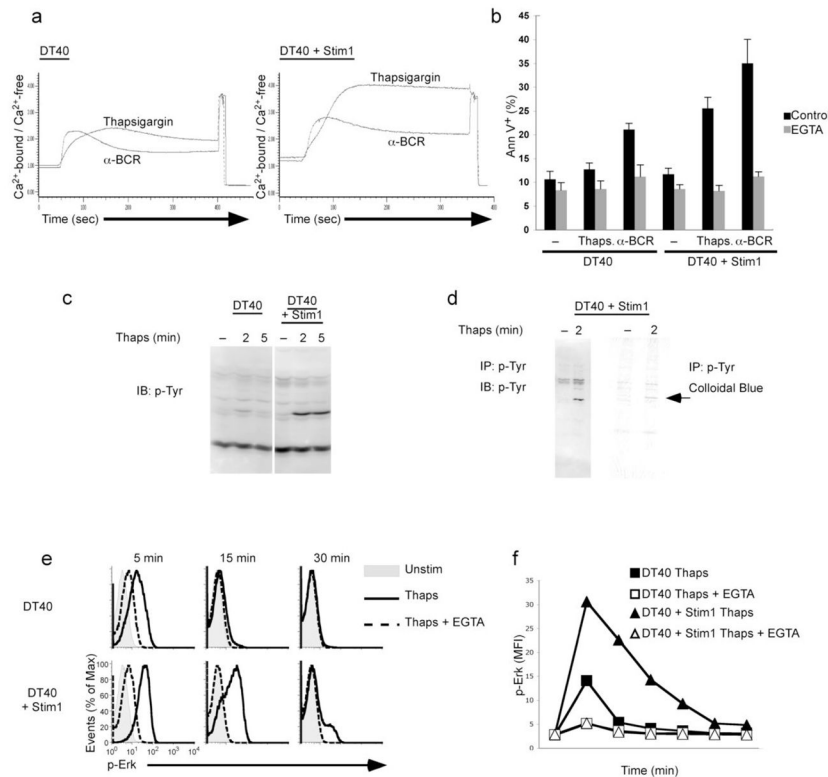 a
DT40
DT40 + Stim1
Ca2+-bound / Ca2+-free
Thapsigargin
α-BCR
Time (sec)
Ca2+-bound / Ca2+-free
Thapsigargin
α-BCR
Time (sec)
b
Ann V+ (%)
45
40
35
30
25
20
15
10
5
0
Control
EGTA
– Thaps. α-BCR – Thaps. α-BCR
DT40 DT40 + Stim1
c
DT40 DT40 + Stim1
Thaps (min) – 2 5 – 2 5
IB: p-Tyr
d
DT40 + Stim1
Thaps (min) – 2 – 2
IP: p-Tyr
IB: p-Tyr
IP: p-Tyr
Colloidal Blue
e
5 min 15 min 30 min
DT40
DT40 + Stim1
Unstim
Thaps
Thaps + EGTA
Events (% of Max)
100
80
60
40
20
0
10^0 10^1 10^2 10^3 10^4
p-Erk
f
DT40 Thaps
DT40 Thaps + EGTA
DT40 + Stim1 Thaps
DT40 + Stim1 Thaps + EGTA
p-Erk (MFI)
35
30
25
20
15
10
5
0
Time (min)